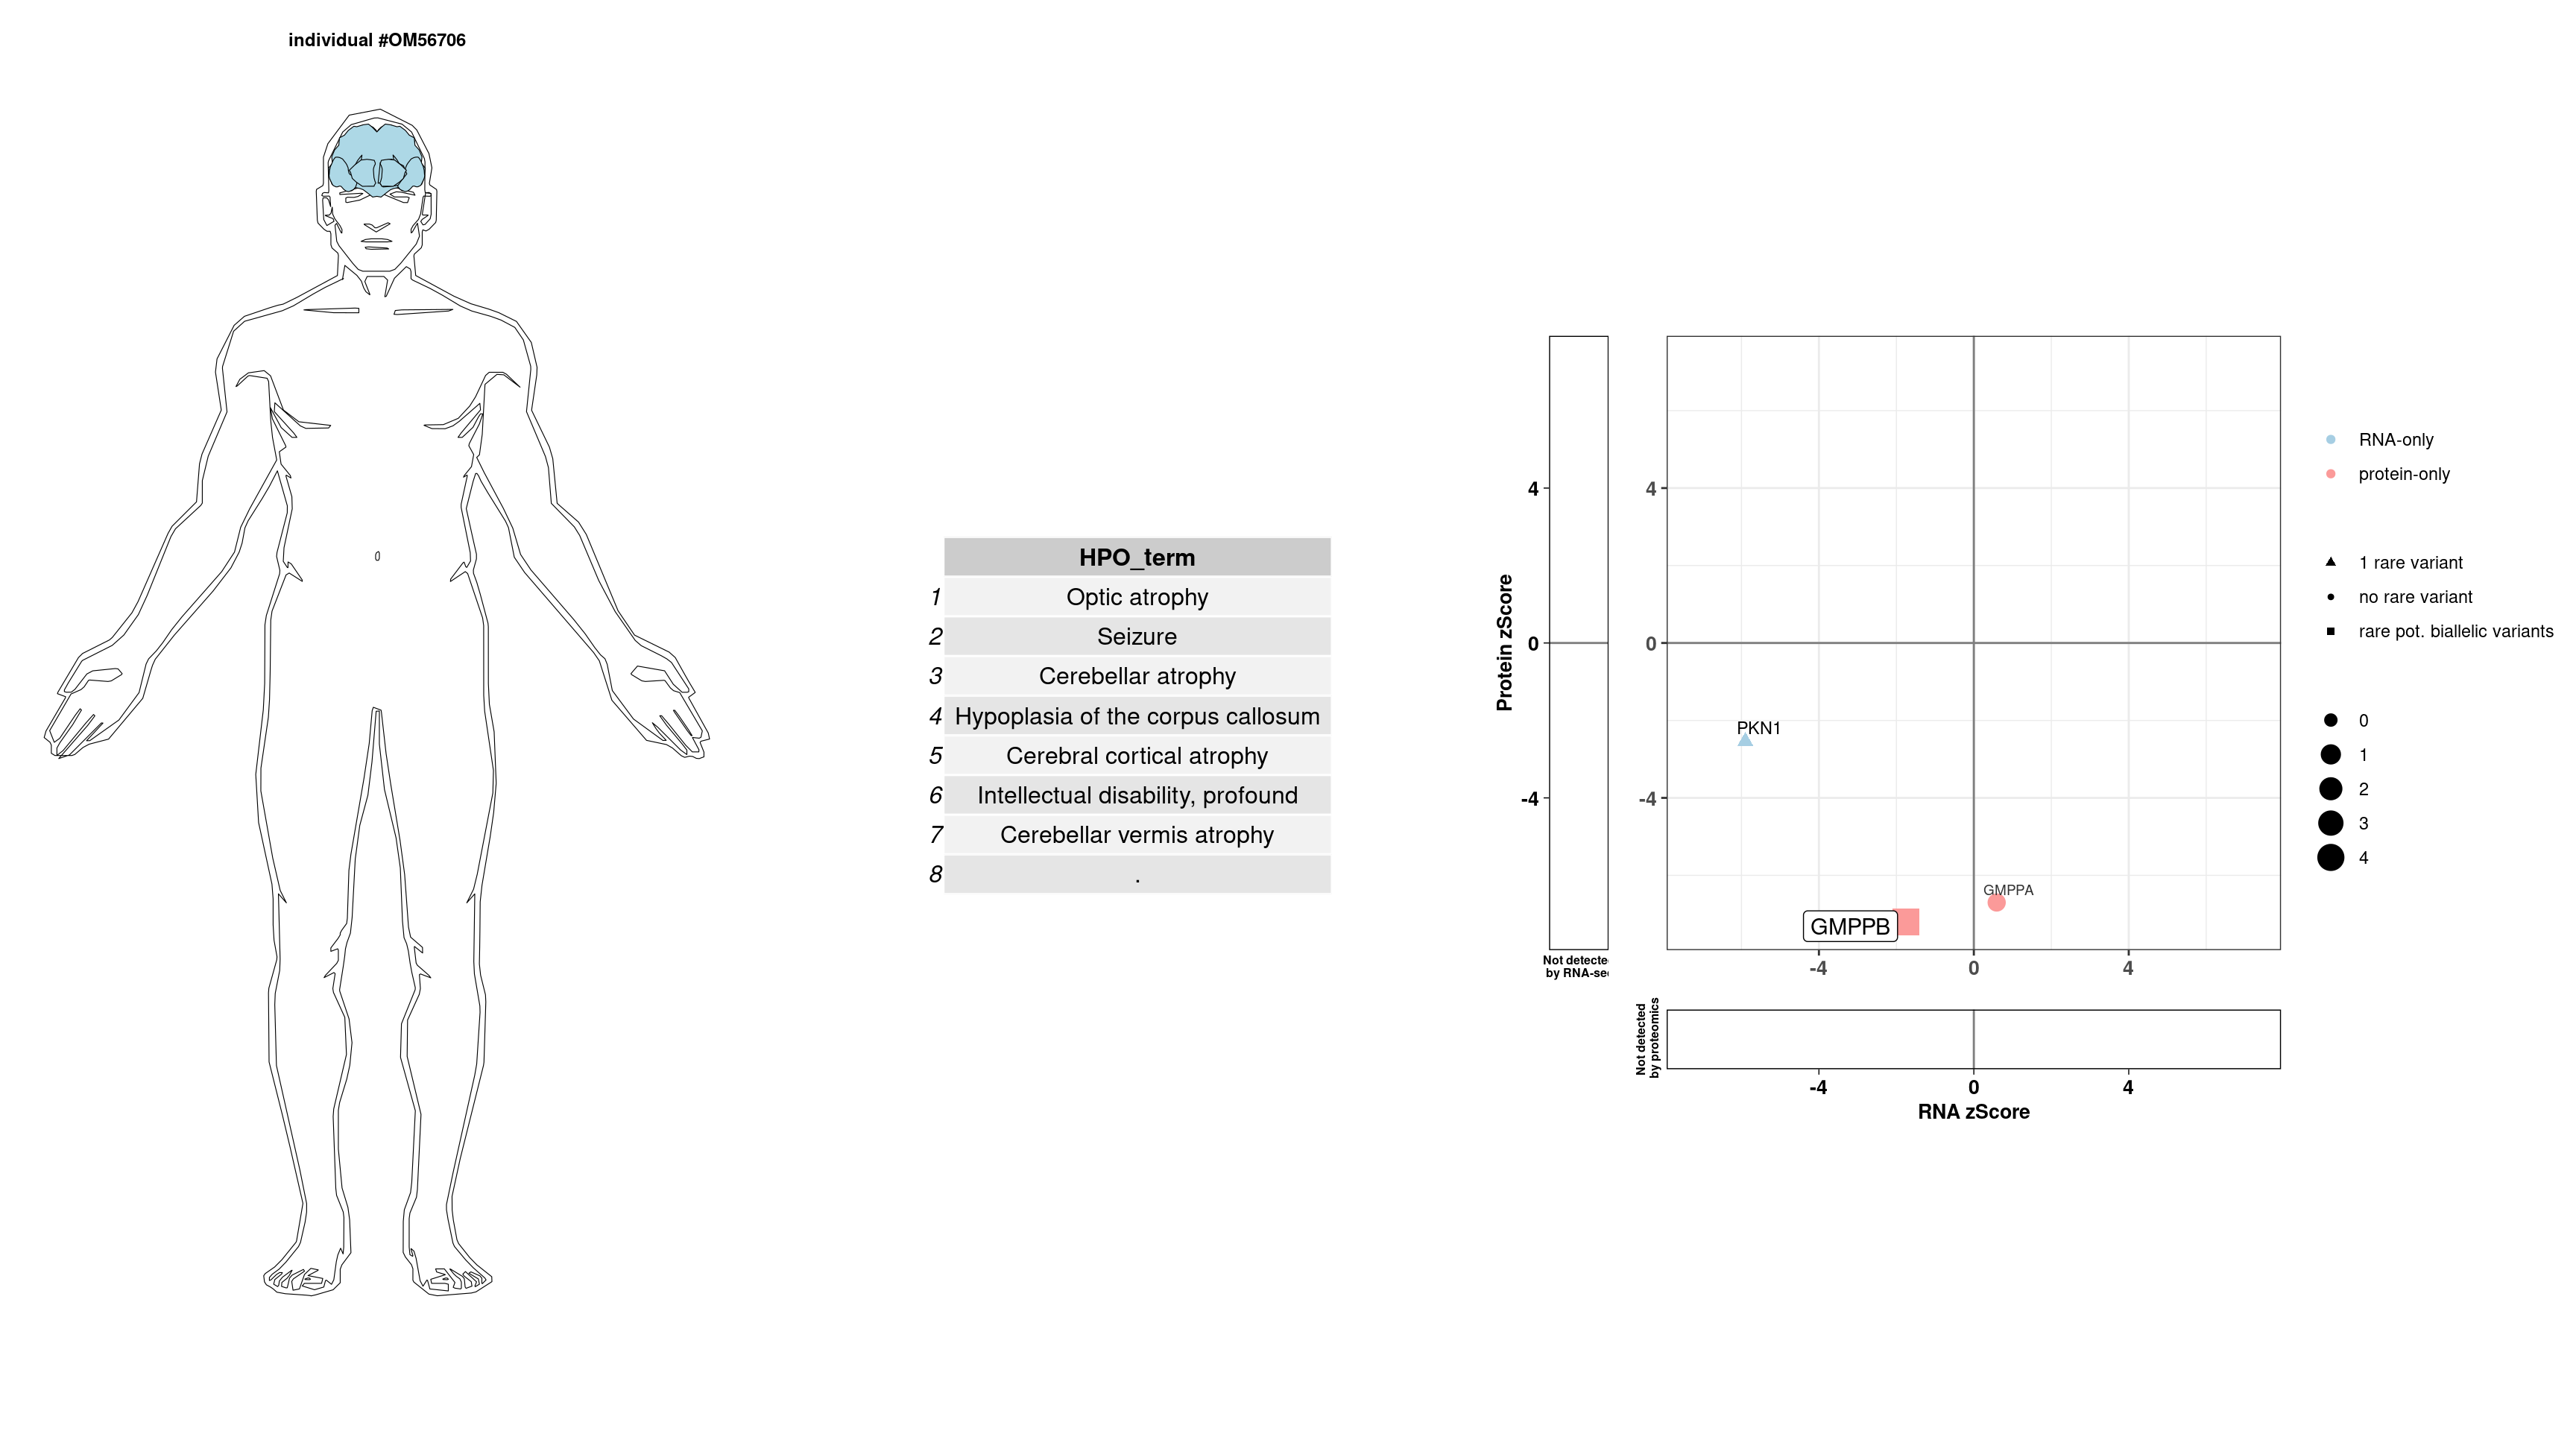 individual #OM56706
HPO_term
1 Optic atrophy
2 Seizure
3 Cerebellar atrophy
4 Hypoplasia of the corpus callosum
5 Cerebral cortical atrophy
6 Intellectual disability, profound
7 Cerebellar vermis atrophy
8 .
Protein zScore
4
0
-4
Not detecte
by RNA-se
4
0
-4
PKN1
GMPPA
GMPPB
-4 0 4
Not detected
by proteomics
-4 0 4
RNA zScore
RNA-only
protein-only
1 rare variant
no rare variant
rare pot. biallelic variants
0
1
2
3
4